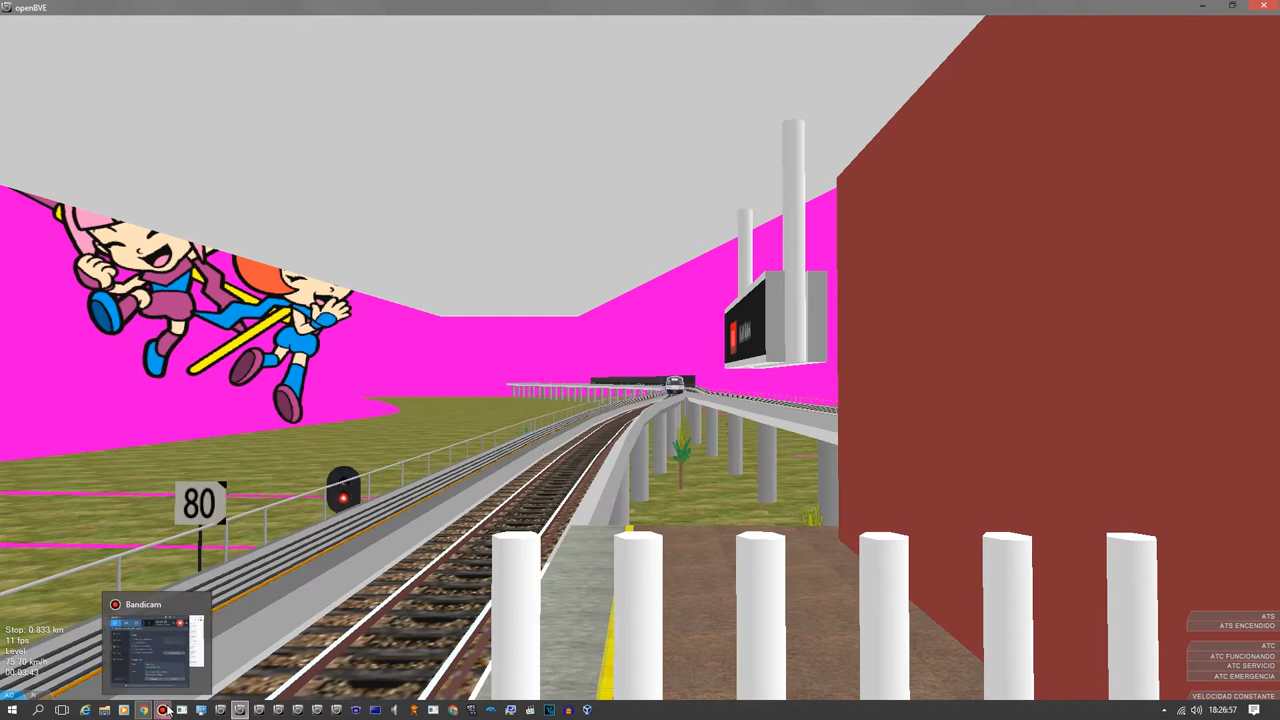 openBVE
80
Bandicam
Stop: 0.833 km
11 fps
Level
75.70 km/h
00:03:43
AD N
ATS
ATS ENCENDIDO
ATC
ATC FUNCIONANDO
ATC SERVICIO
ATC EMERGENCIA
VELOCIDAD CONSTANTE
18:26:57